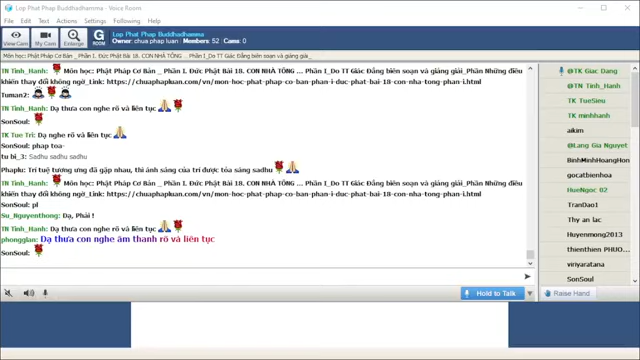 Lop Phat Phap Buddhadhamma - Voice Room
File Edit Text Actions Settings Following Help
View Cams My Cam Enlarge G ROOM Lop Phat Phap Buddhadhamma
Owner: chua phap luan Members: 52 Cams: 0
Môn học: Phật Pháp Cơ Bản _ Phần I. Đức Phật Bài 18. CON NHÀ TÔNG ... Phần I_Do TT Giác Đẳng biên soạn và giảng giải_
TN Tinh_Hanh: Môn học: Phật Pháp Cơ Bản _ Phần I. Đức Phật Bài 18. CON NHÀ TÔNG ... Phần I_Do TT Giác Đẳng biên soạn và giảng giải_Phần Những điều
khiến thay đổi không ngờ_Link: https://chuaphapluan.com/vn/mon-hoc-phat-phap-co-ban-phan-i-duc-phat-bai-18-con-nha-tong-phan-i.html
Tuman2:
TN Tinh_Hanh: Dạ thưa con nghe rõ và liên tục
SonSoul:
TK Tue Tri: Dạ nghe rõ và liên tục
SonSoul: phap toa-
tu bi_3: Sadhu sadhu sadhu
Phapku: Trí tuệ tương ưng đã gặp nhau, thì ánh sáng của trí được tỏa sáng sadhu
TN Tinh_Hanh: Môn học: Phật Pháp Cơ Bản _ Phần I. Đức Phật Bài 18. CON NHÀ TÔNG ... Phần I_Do TT Giác Đẳng biên soạn và giảng giải_Phần Những điều
khiến thay đổi không ngờ_Link: https://chuaphapluan.com/vn/mon-hoc-phat-phap-co-ban-phan-i-duc-phat-bai-18-con-nha-tong-phan-i.html
SonSoul: pl
Su_Nguyenthong: Dạ, Phải !
TN Tinh_Hanh: Dạ thưa con nghe rõ và liên tục
phongglan: Dạ thưa con nghe âm thanh rõ và liên tục
SonSoul:
@TK Giac Dang
@TN Tinh_Hanh
TK TueSieu
TK minhhanh
aikim
@Lang Gia Nguyet
BinhMinhHoangHon
gocatbienhoa
HueNgoc 02
TranDao1
Thy an lac
Huyenmong2013
thienthien PHUONG
viriyaratana
SonSoul
Hold to Talk
Raise Hand